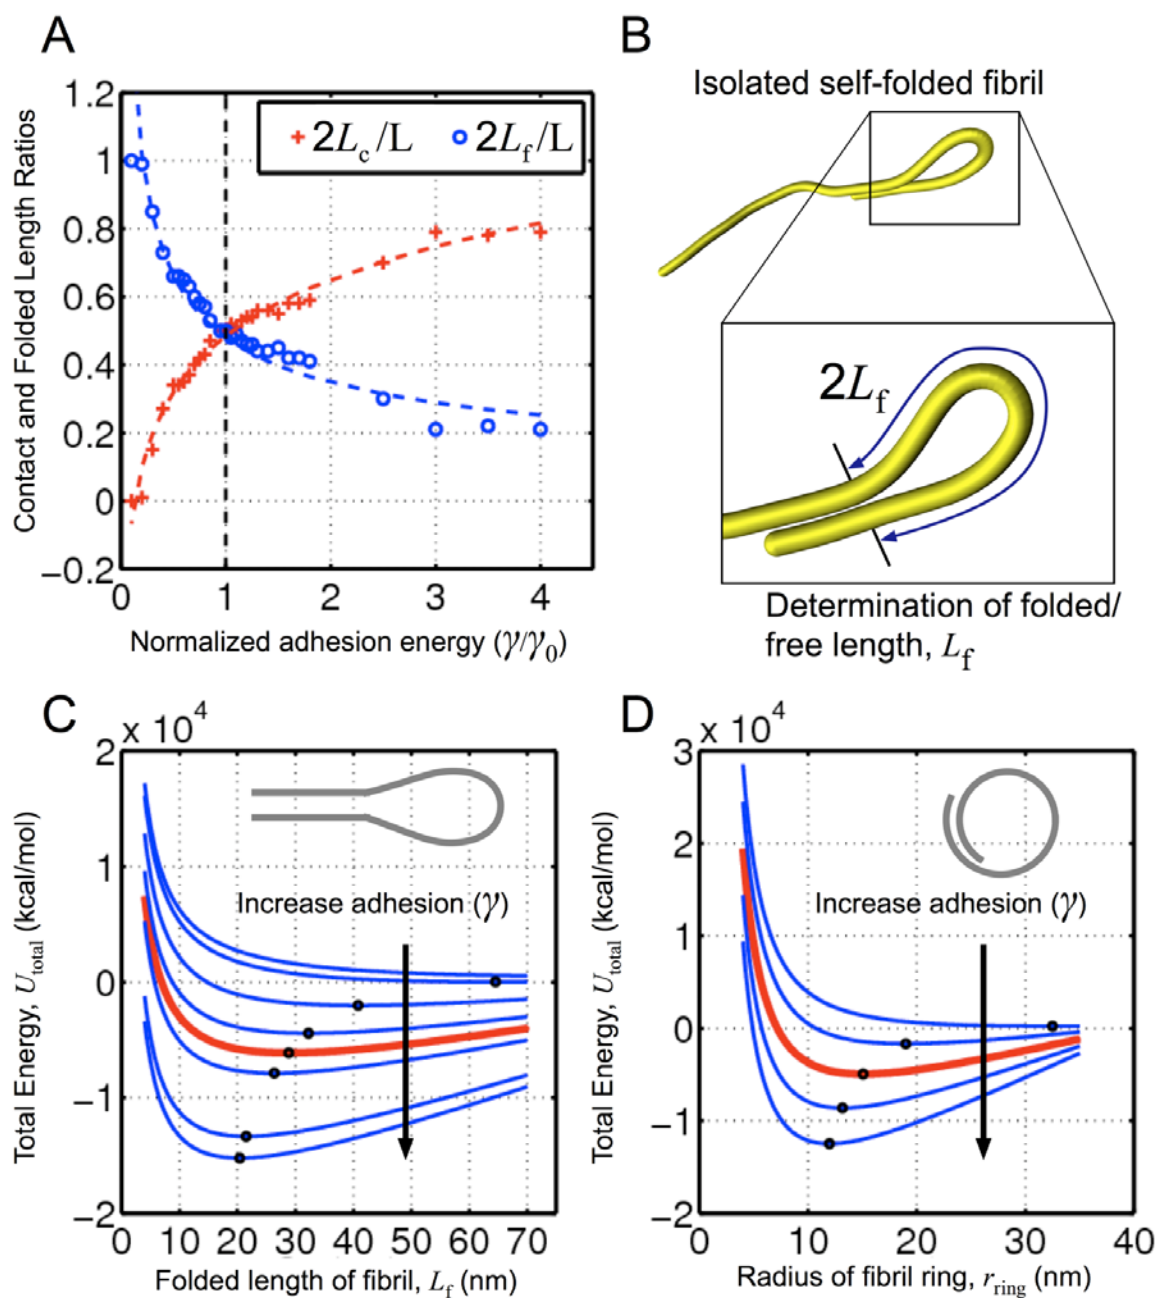 A
1.2
1
0.8
0.6
0.4
0.2
0
−0.2
2Lc/L
2Lf/L
Contact and Folded Length Ratios
0 1 2 3 4
Normalized adhesion energy (γ/γ0)
B
Isolated self-folded fibril
2Lf
Determination of folded/
free length, Lf
C
x 10^4
2
1
0
−1
−2
Total Energy, Utotal (kcal/mol)
Increase adhesion (γ)
0 10 20 30 40 50 60 70
Folded length of fibril, Lf (nm)
D
x 10^4
3
2
1
0
−1
−2
Total Energy, Utotal (kcal/mol)
Increase adhesion (γ)
0 10 20 30 40
Radius of fibril ring, rring (nm)